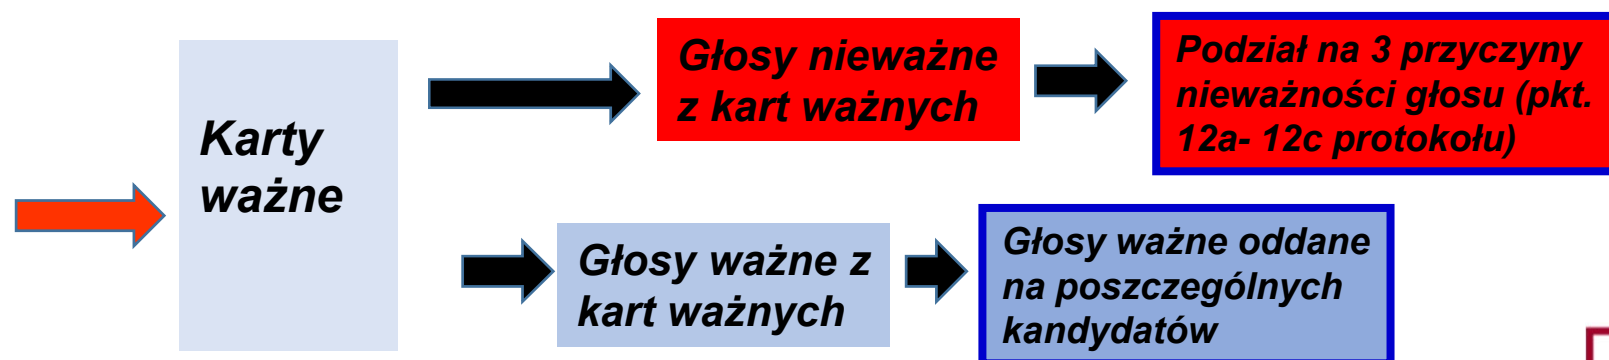 Karty
ważne
Głosy nieważne
z kart ważnych
Podział na 3 przyczyny
nieważności głosu (pkt.
12a- 12c protokołu)
Głosy ważne z
kart ważnych
Głosy ważne oddane
na poszczególnych
kandydatów